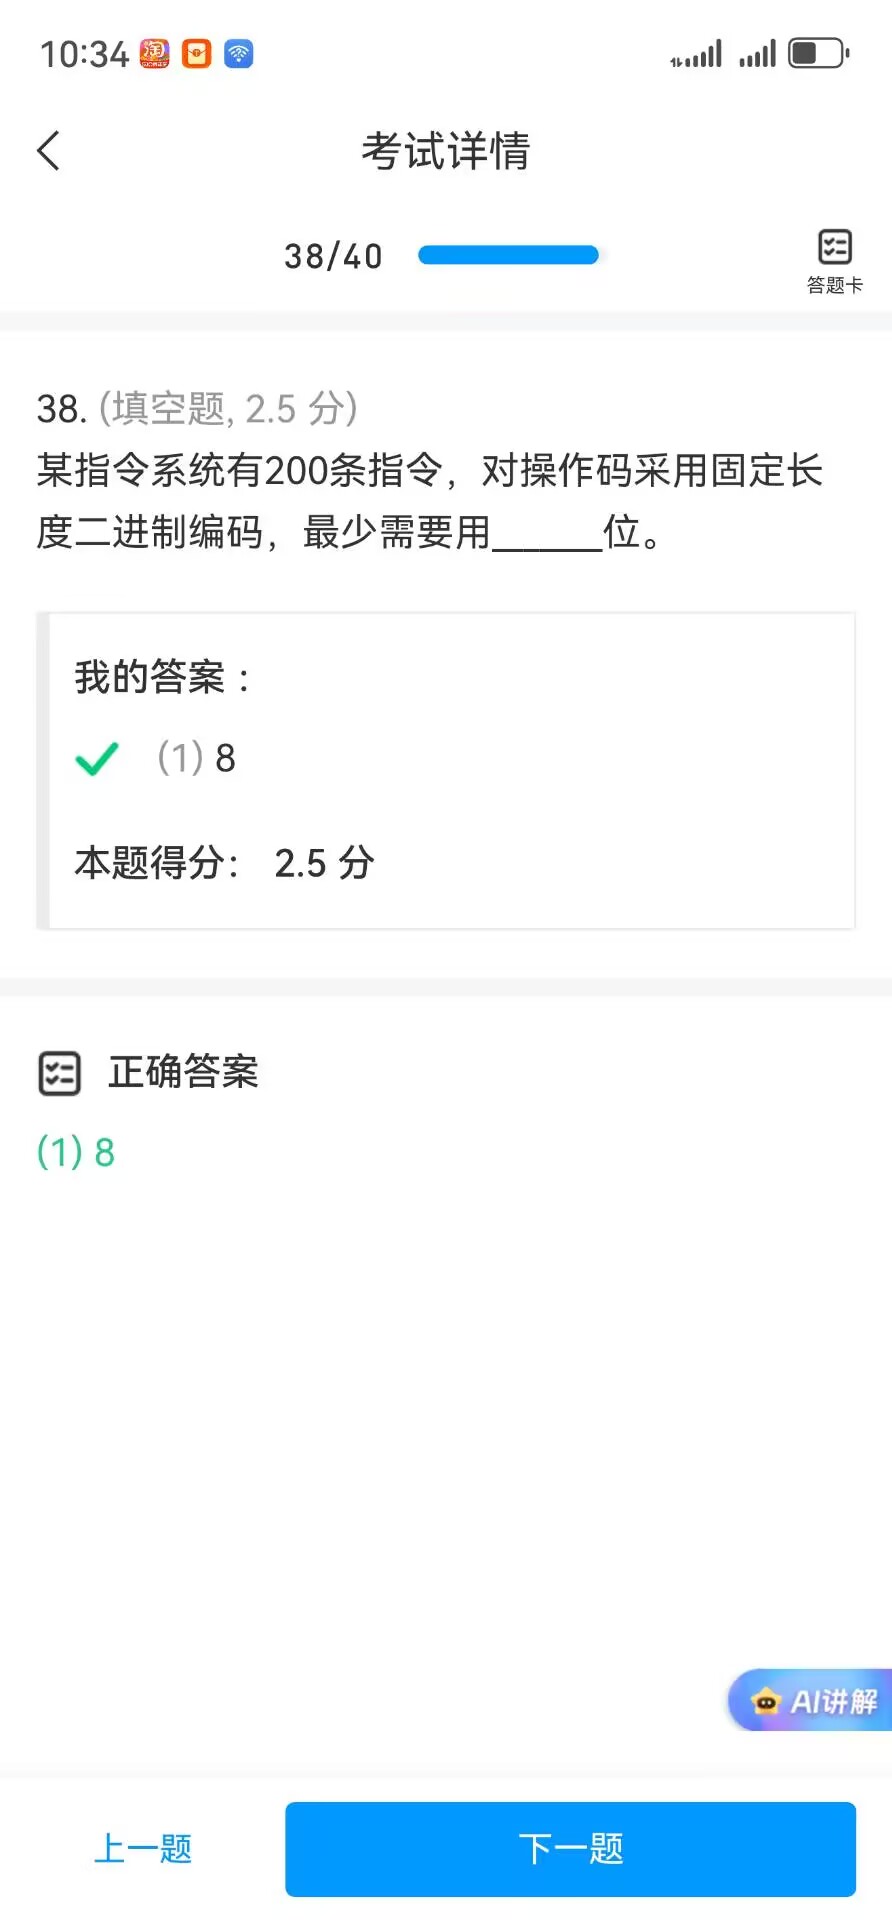 10:34
考试详情
38/40
答题卡
38. (填空题, 2.5 分)
某指令系统有200条指令，对操作码采用固定长
度二进制编码，最少需要用______位。
我的答案：
(1) 8
本题得分： 2.5 分
正确答案
(1) 8
AI讲解
上一题
下一题